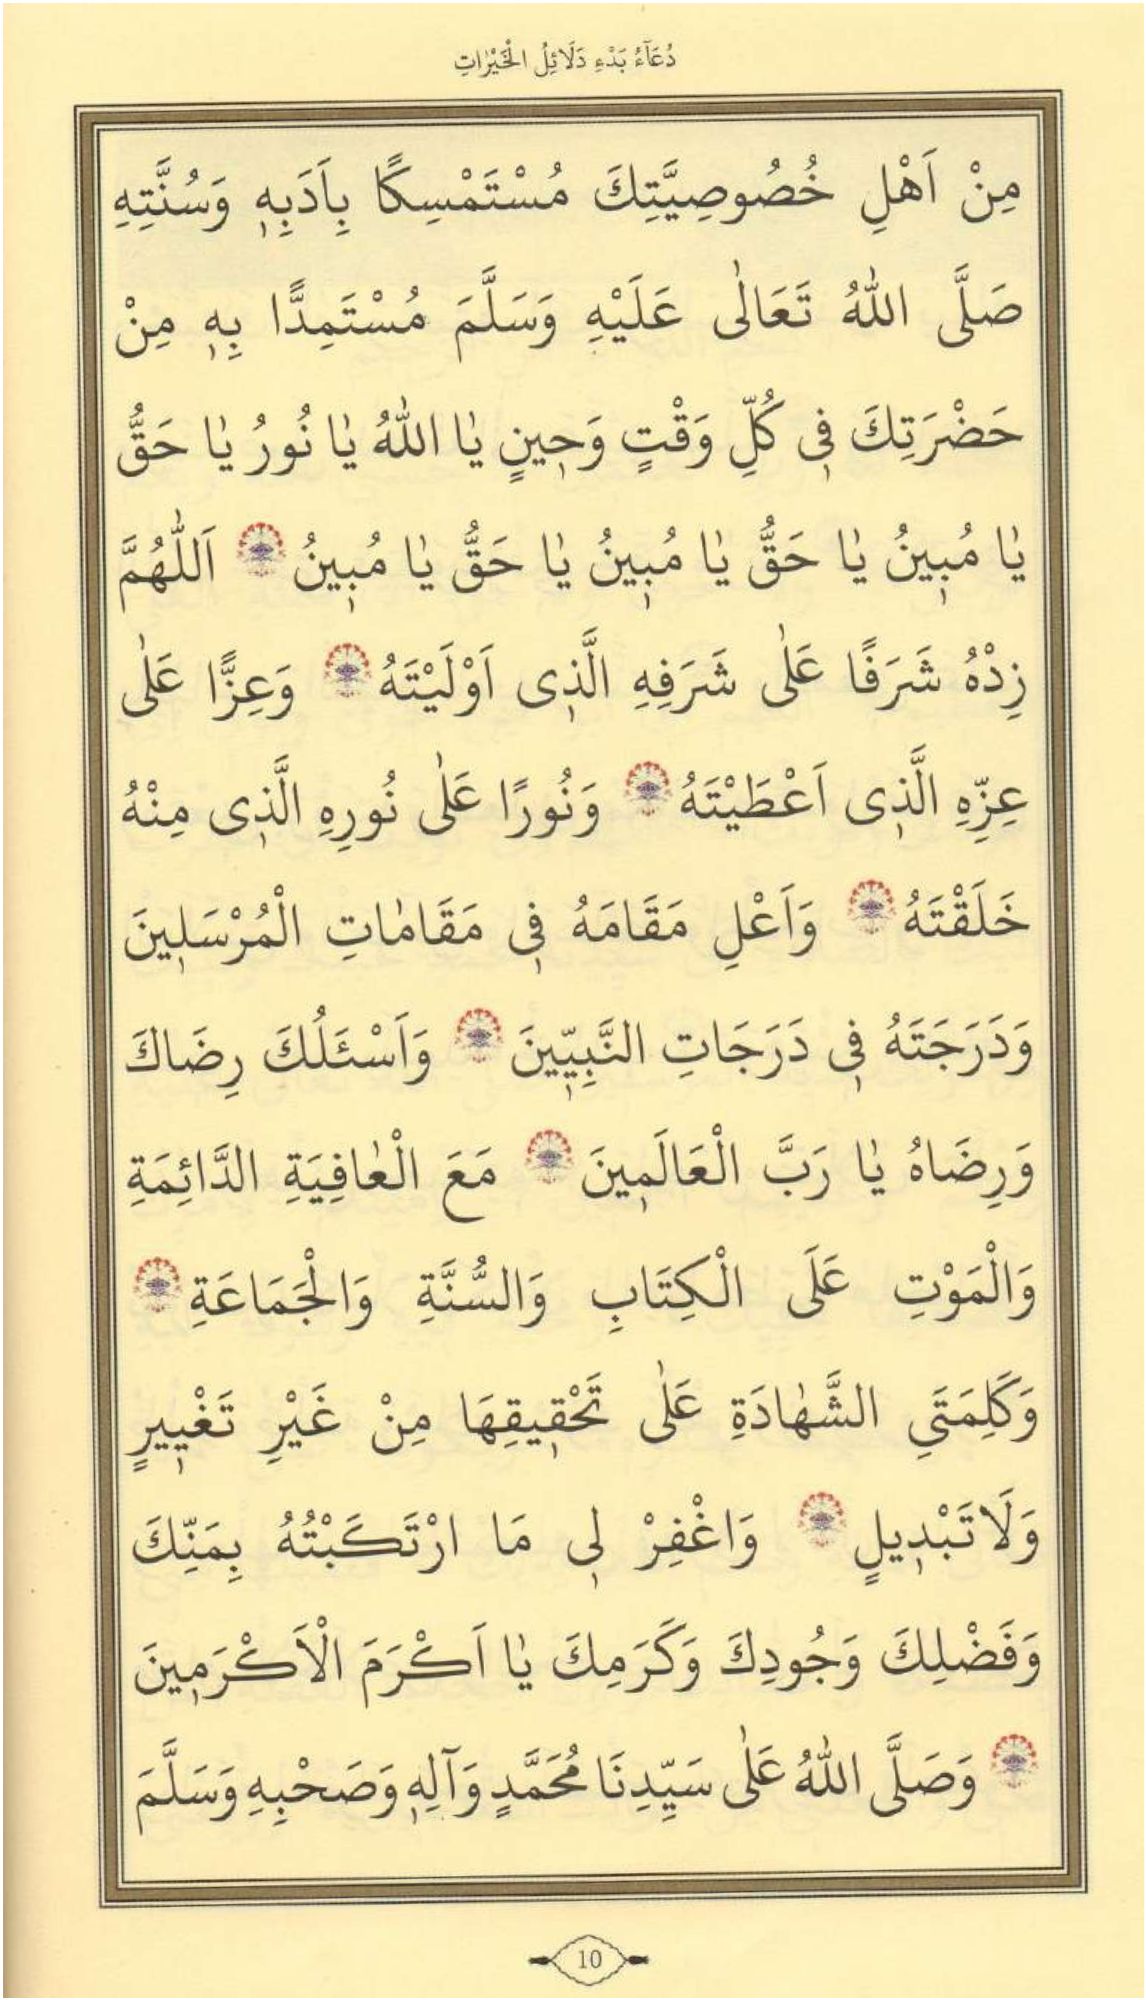 دُعَآءُ بَدْءِ دَلَائِلُ الْخَيْرَاتِ
مِنْ اَهْلِ خُصُوصِيَّتِكَ مُسْتَمْسِكًا بِاَدَبِهٖ وَسُنَّتِهِ
صَلَّى اللّٰهُ تَعَالٰى عَلَيْهِ وَسَلَّمَ مُسْتَمِدًّا بِهٖ مِنْ
حَضْرَتِكَ فٖى كُلِّ وَقْتٍ وَحٖينٍ يٰا اَللّٰهُ يٰا نُورُ يٰا حَقُّ
يٰا مُبٖينُ يٰا حَقُّ يٰا مُبٖينُ يٰا حَقُّ يٰا مُبٖينُ اَللّٰهُمَّ
زِدْهُ شَرَفًا عَلٰى شَرَفِهِ الَّذٖى اَوْلَيْتَهُ وَعِزًّا عَلٰى
عِزِّهِ الَّذٖى اَعْطَيْتَهُ وَنُورًا عَلٰى نُورِهِ الَّذٖى مِنْهُ
خَلَقْتَهُ وَاَعْلِ مَقَامَهُ فٖى مَقَامٰاتِ الْمُرْسَلٖينَ
وَدَرَجَتَهُ فٖى دَرَجَاتِ النَّبِيّٖينَ وَاَسْئَلُكَ رِضَاكَ
وَرِضَاهُ يٰا رَبَّ الْعَالَمٖينَ مَعَ الْعٰافِيَةِ الدَّائِمَةِ
وَالْمَوْتِ عَلَى الْكِتَابِ وَالسُّنَّةِ وَالْجَمَاعَةِ
وَكَلِمَتَىِ الشَّهٰادَةِ عَلٰى تَحْقٖيقِهَا مِنْ غَيْرِ تَغْيٖيرٍ
وَلَا تَبْدٖيلٍ وَاغْفِرْ لٖى مَا ارْتَكَبْتُهُ بِمَنِّكَ
وَفَضْلِكَ وَجُودِكَ وَكَرَمِكَ يٰا اَكْرَمَ الْاَكْرَمٖينَ
وَصَلَّى اللّٰهُ عَلٰى سَيِّدِنَا مُحَمَّدٍ وَآلِهٖ وَصَحْبِهِ وَسَلَّمَ
10